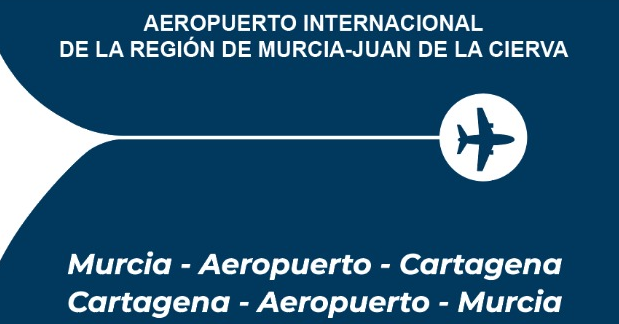 AEROPUERTO INTERNACIONAL
DE LA REGIÓN DE MURCIA-JUAN DE LA CIERVA
Murcia - Aeropuerto - Cartagena
Cartagena - Aeropuerto - Murcia